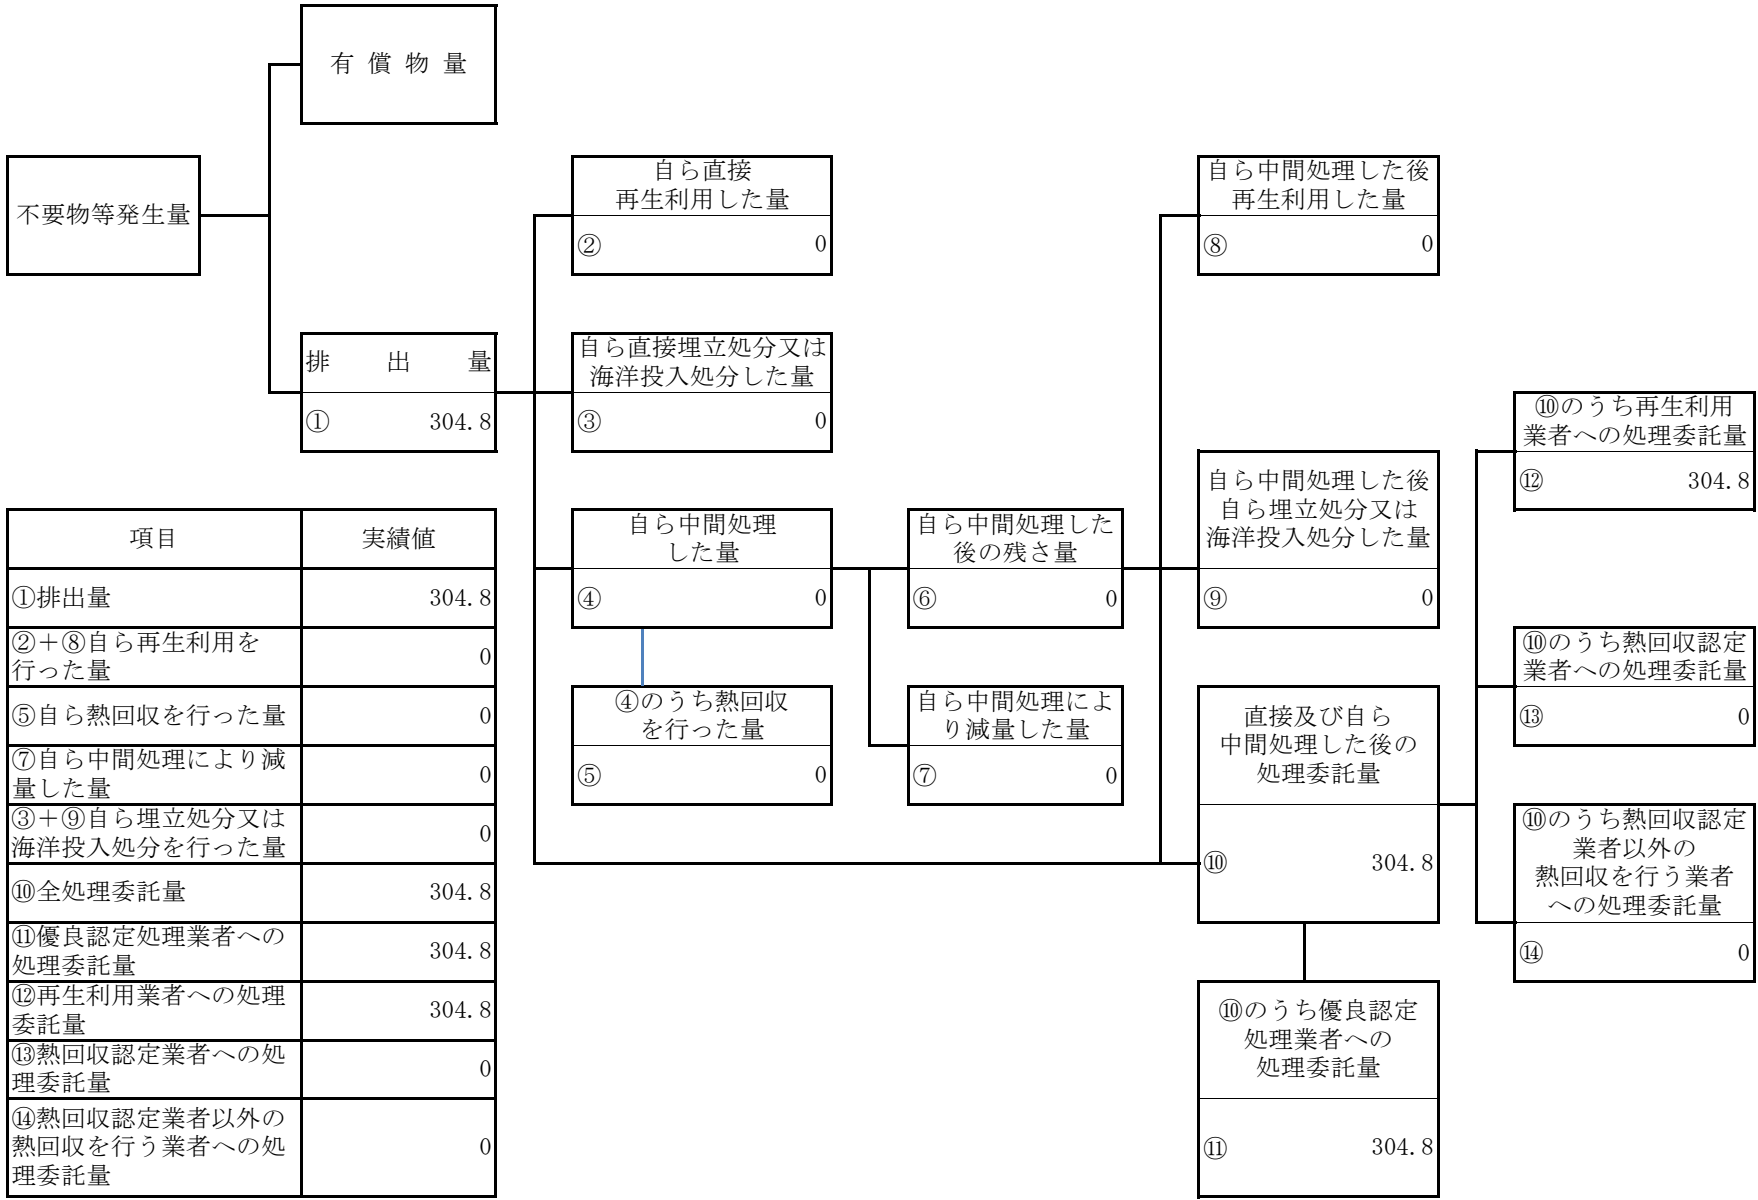 有 償 物 量
不要物等発生量
自ら直接
再生利用した量
② 0
自ら中間処理した後
再生利用した量
⑧ 0
排 出 量
① 304.8
自ら直接埋立処分又は
海洋投入処分した量
③ 0
⑩のうち再生利用
業者への処理委託量
⑫ 304.8
自ら中間処理した後
自ら埋立処分又は
海洋投入処分した量
⑨ 0
自ら中間処理
した量
④ 0
自ら中間処理した
後の残さ量
⑥ 0
⑩のうち熱回収認定
業者への処理委託量
⑬ 0
④のうち熱回収
を行った量
⑤ 0
自ら中間処理によ
り減量した量
⑦ 0
直接及び自ら
中間処理した後の
処理委託量
⑩ 304.8
⑩のうち熱回収認定
業者以外の
熱回収を行う業者
への処理委託量
⑭ 0
⑩のうち優良認定
処理業者への
処理委託量
⑪ 304.8
項目 実績値
①排出量 304.8
②＋⑧自ら再生利用を
行った量 0
⑤自ら熱回収を行った量 0
⑦自ら中間処理により減
量した量 0
③＋⑨自ら埋立処分又は
海洋投入処分を行った量 0
⑩全処理委託量 304.8
⑪優良認定処理業者への
処理委託量 304.8
⑫再生利用業者への処理
委託量 304.8
⑬熱回収認定業者への処
理委託量 0
⑭熱回収認定業者以外の
熱回収を行う業者への処
理委託量 0